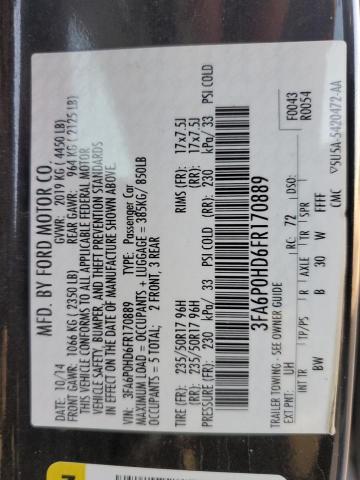 MFD. BY FORD MOTOR CO.
DATE: 10/14 GVWR: 2019 KG ( 4450 LB)
FRONT GAWR: 1066 KG ( 2350 LB) REAR GAWR: 964 KG ( 2125 LB)
THIS VEHICLE CONFORMS TO ALL APPLICABLE FEDERAL MOTOR
VEHICLE SAFETY, BUMPER, AND THEFT PREVENTION STANDARDS
IN EFFECT ON THE DATE OF MANUFACTURE SHOWN ABOVE.
VIN: 3FA6P0HD6FR170889 TYPE: Passenger Car
MAXIMUM LOAD = OCCUPANTS + LUGGAGE = 385KG/ 850LB
OCCUPANTS = 5 TOTAL; 2 FRONT, 3 REAR
TIRE (FR): 235/50R17 96H RIMS (FR): 17x7.5J
(RR): 235/50R17 96H (RR): 17x7.5J
PRESSURE (FR): 230 kPa/ 33 PSI COLD (RR): 230 kPa/ 33 PSI COLD
3FA6P0HD6FR170889
F0043
R0054
TRAILER TOWING - SEE OWNER GUIDE
EXT PNT: UH RC: 72 DSO:
INT TR TP/PS R AXLE TR SPR
BW B 30 W FFFF
CMC 5U5A-5420472-AA